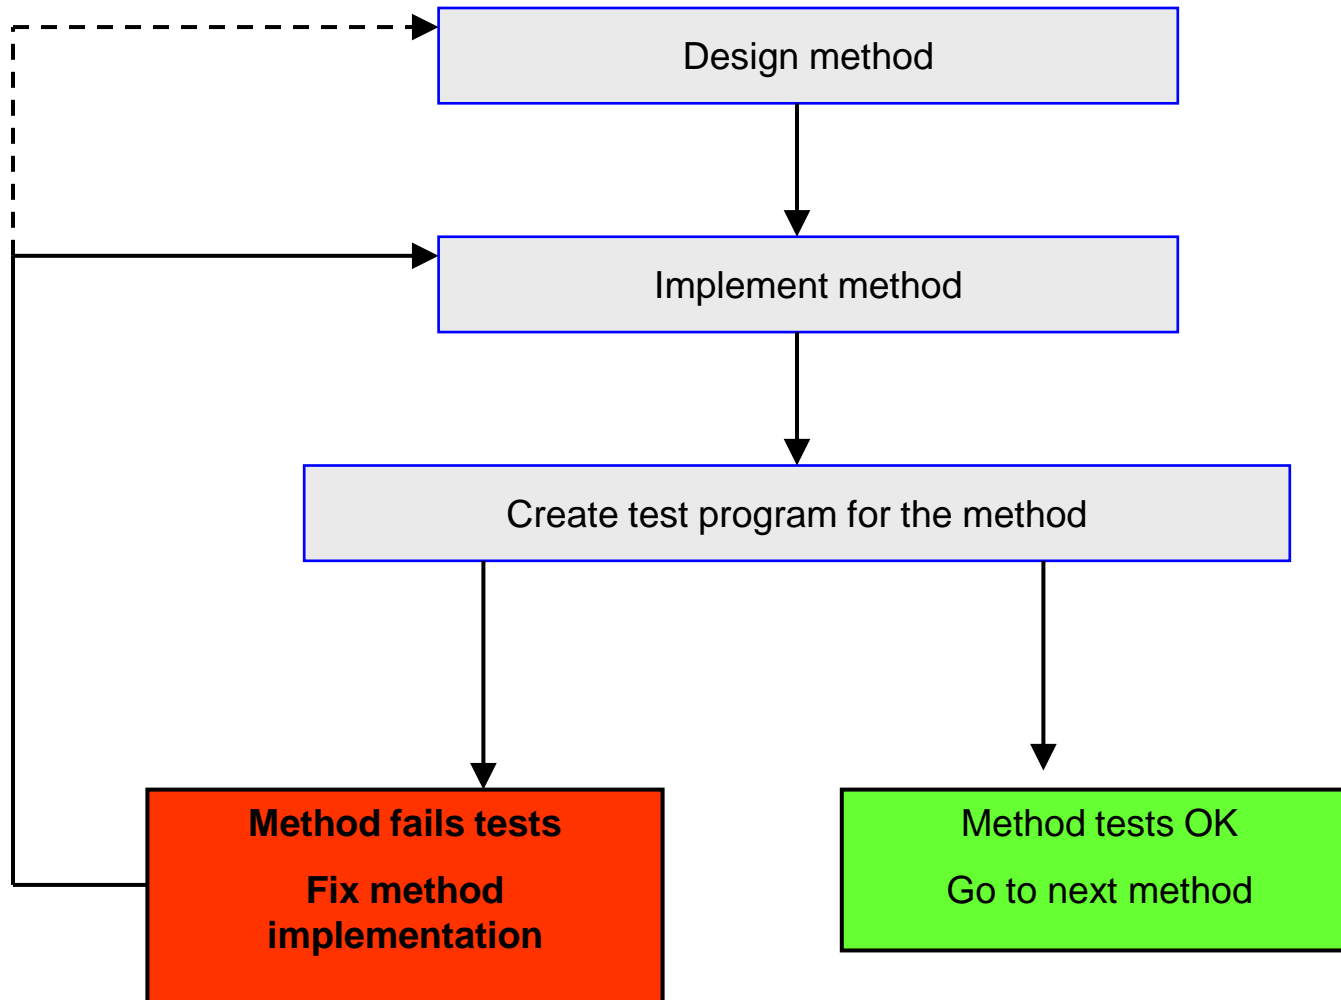 Design method
Implement method
Create test program for the method
Method fails tests
Fix method
implementation
Method tests OK
Go to next method